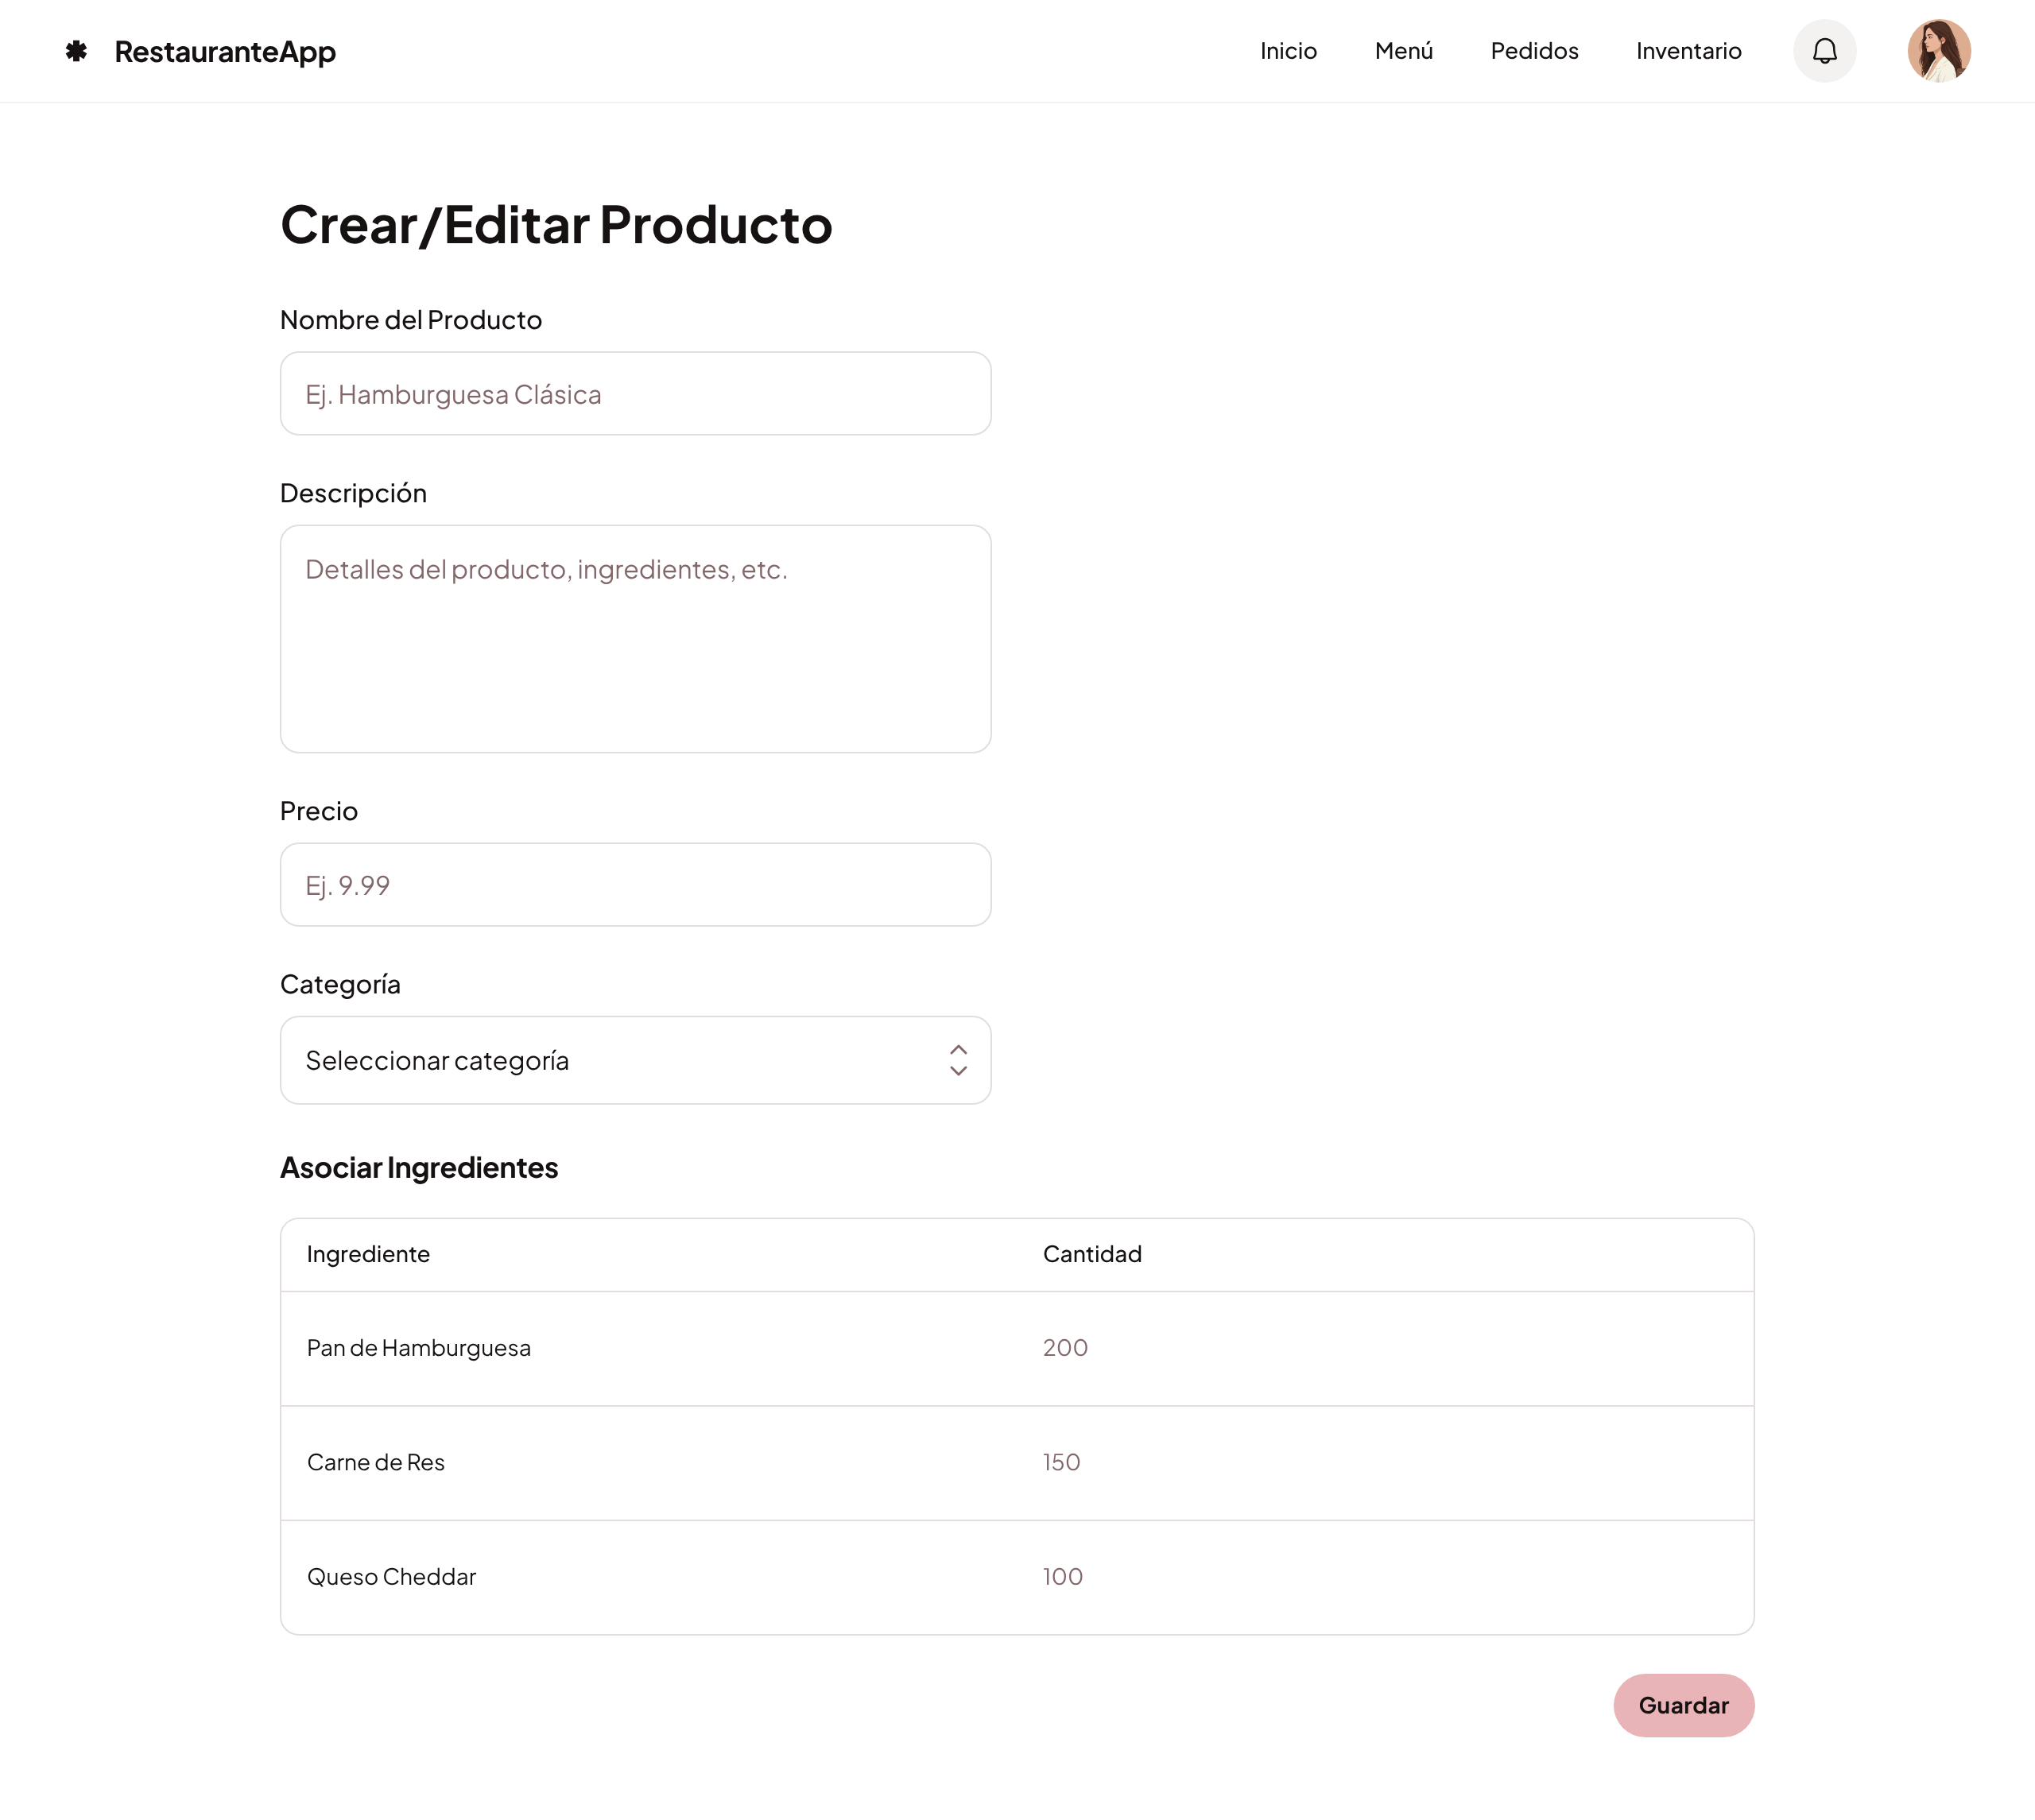 RestauranteApp
Inicio Menú Pedidos Inventario
Crear/Editar Producto
Nombre del Producto
Ej. Hamburguesa Clásica
Descripción
Detalles del producto, ingredientes, etc.
Precio
Ej. 9.99
Categoría
Seleccionar categoría
Asociar Ingredientes
Ingrediente Cantidad
Pan de Hamburguesa 200
Carne de Res 150
Queso Cheddar 100
Guardar